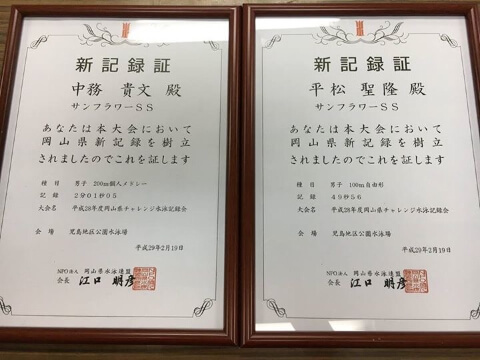 新記録証
中務 貴文 殿
サンフラワーSS
あなたは本大会において
岡山県新記録を樹立
されましたのでこれを証します
種目 男子 200m個人メドレー
記録 2分01秒05
大会名 平成28年度岡山県チャレンジ水泳記録会
会場 児島地区公園水泳場
平成29年2月19日
NPO法人 岡山県水泳連盟
会長 江口 明彦
新記録証
平松 聖隆 殿
サンフラワーSS
あなたは本大会において
岡山県新記録を樹立
されましたのでこれを証します
種目 男子 100m自由形
記録 49秒56
大会名 平成28年度岡山県チャレンジ水泳記録会
会場 児島地区公園水泳場
平成29年2月19日
NPO法人 岡山県水泳連盟
会長 江口 明彦